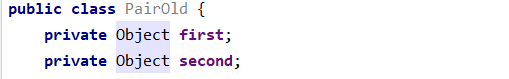 public class PairOld {
    private Object first;
    private Object second;